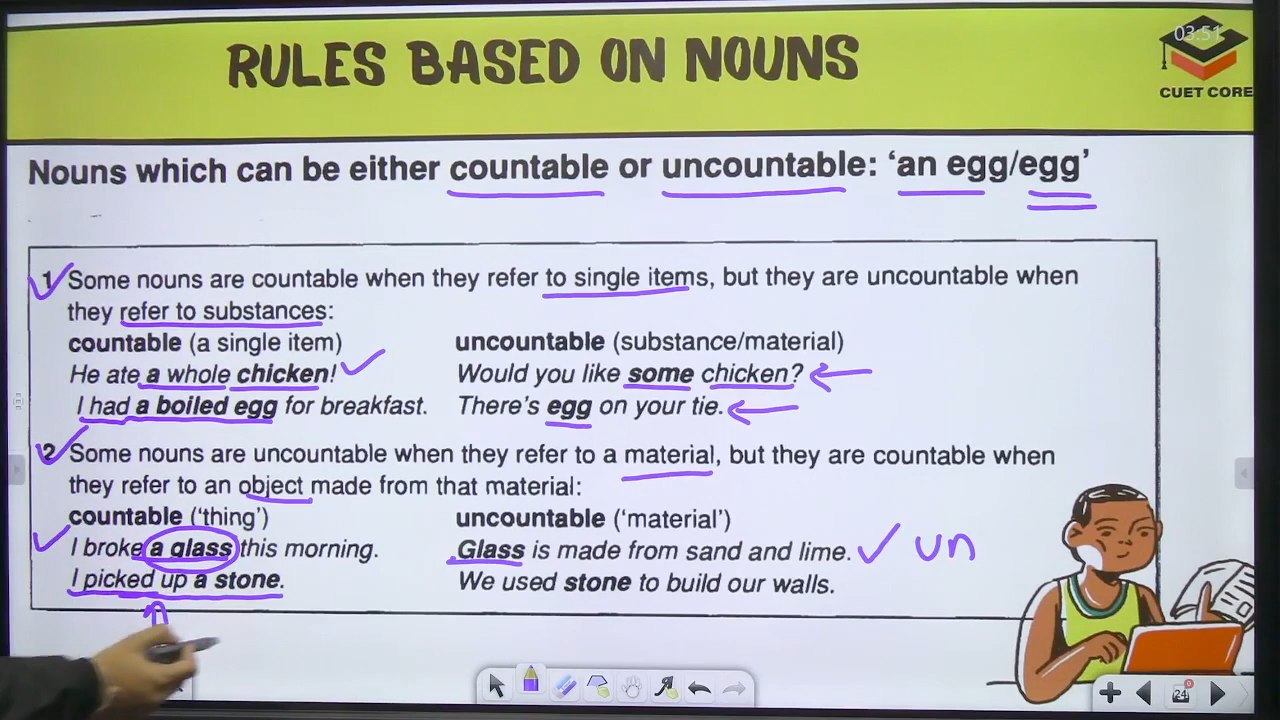 03:51
RULES BASED ON NOUNS
CUET CORE
Nouns which can be either countable or uncountable: ‘an egg/egg’
1 Some nouns are countable when they refer to single items, but they are uncountable when
they refer to substances:
countable (a single item) uncountable (substance/material)
He ate a whole chicken! Would you like some chicken?
I had a boiled egg for breakfast. There's egg on your tie.
2 Some nouns are uncountable when they refer to a material, but they are countable when
they refer to an object made from that material:
countable (‘thing’) uncountable (‘material’)
I broke a glass this morning. Glass is made from sand and lime. un
I picked up a stone. We used stone to build our walls.
24